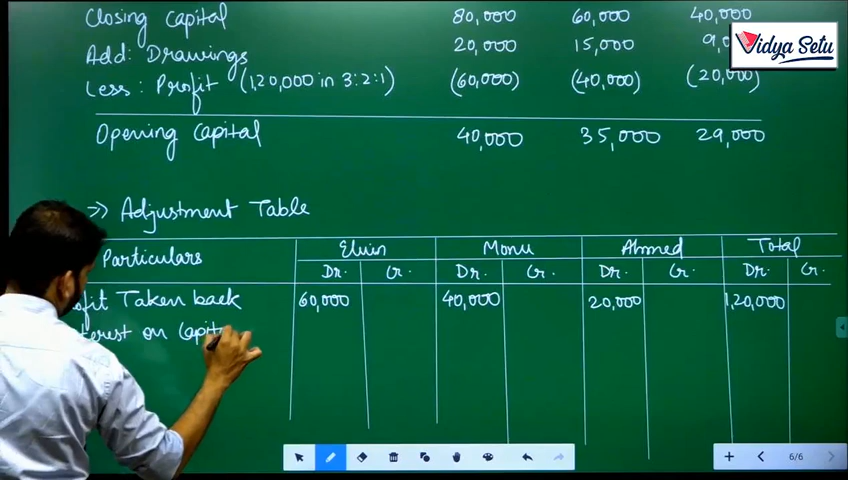 Closing Capital 80,000 60,000 40,000
Vidya Setu
Add: Drawings 20,000 15,000
Less: Profit (1,20,000 in 3:2:1) (60,000) (40,000) (20,000)
Opening Capital 40,000 35,000 29,000
>> Adjustment Table
Particulars Elvin Monu Ahmed Total
Dr. Cr. Dr. Cr. Dr. Cr. Dr. Cr.
Taken back 60,000 40,000 20,000 1,20,000
on
6/6